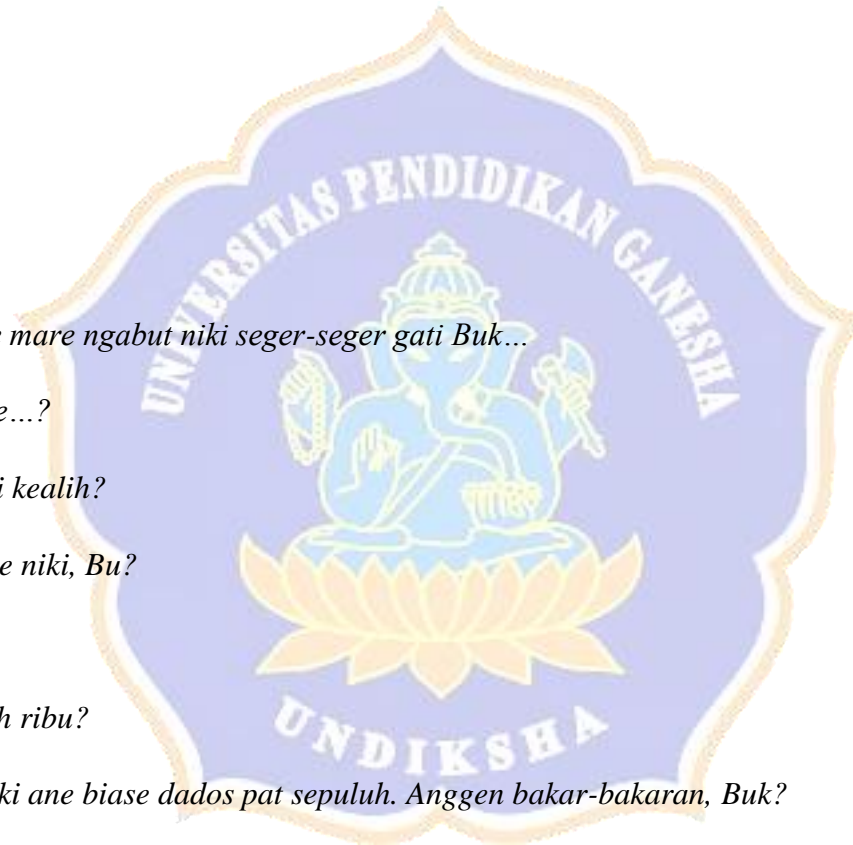 UNIVERSITAS PENDIDIKAN GANESHA
mare ngabut niki seger-seger gati Buk…
…?
kealih?
niki, Bu?
ribu?
ane biase dados pat sepuluh. Anggen bakar-bakaran, Buk?
UNDIKSHA